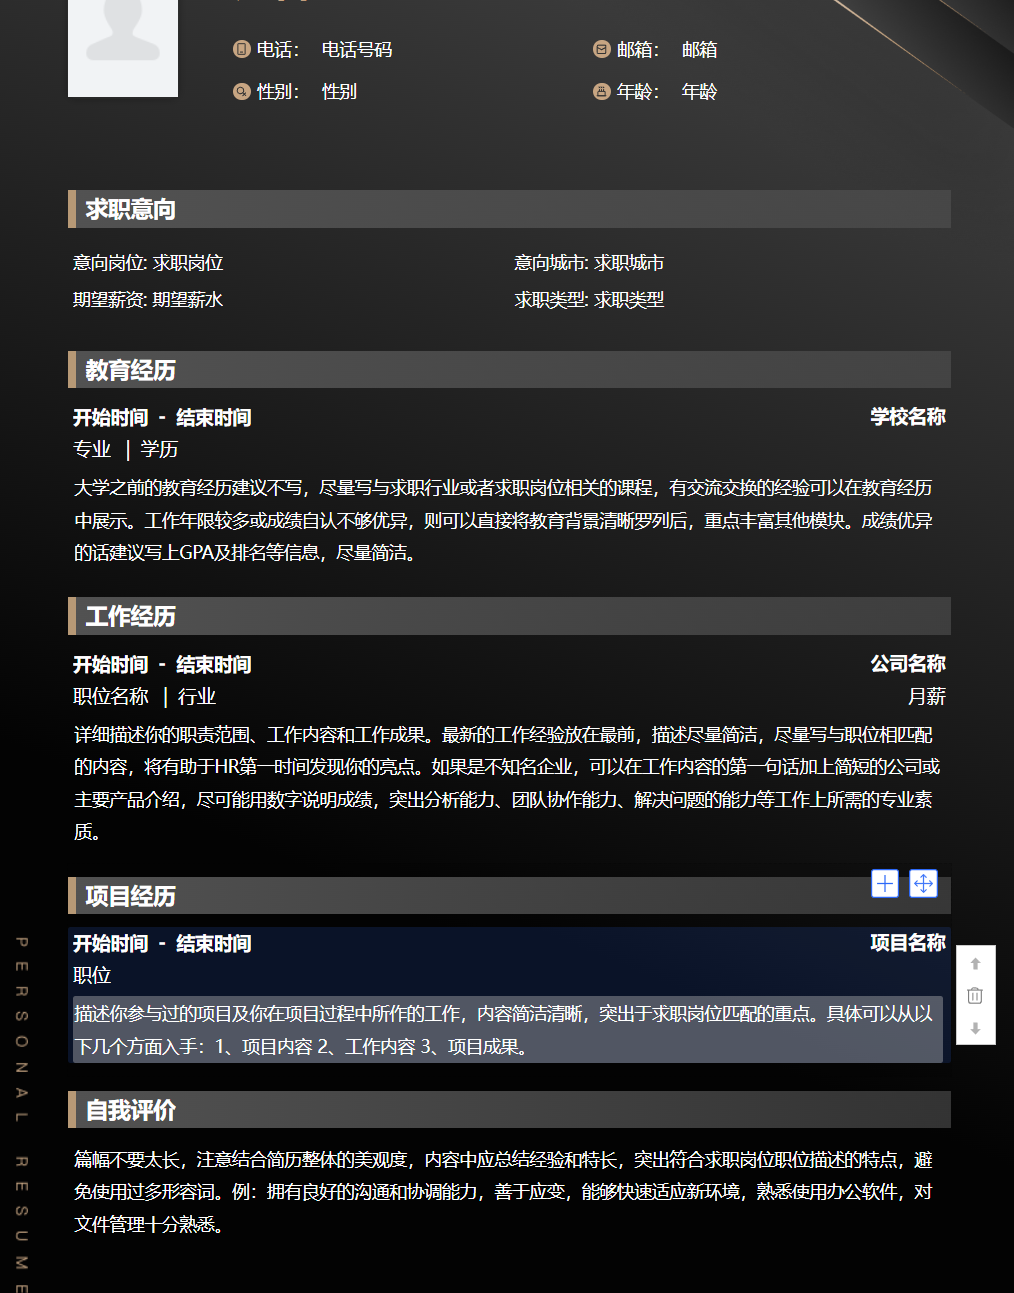 电话： 电话号码 邮箱： 邮箱
性别： 性别 年龄： 年龄
求职意向
意向岗位: 求职岗位 意向城市: 求职城市
期望薪资: 期望薪水 求职类型: 求职类型
教育经历
开始时间 - 结束时间 学校名称
专业 | 学历
大学之前的教育经历建议不写，尽量写与求职行业或者求职岗位相关的课程，有交流交换的经验可以在教育经历
中展示。工作年限较多或成绩自认不够优异，则可以直接将教育背景清晰罗列后，重点丰富其他模块。成绩优异
的话建议写上GPA及排名等信息，尽量简洁。
工作经历
开始时间 - 结束时间 公司名称
职位名称 | 行业 月薪
详细描述你的职责范围、工作内容和工作成果。最新的工作经验放在最前，描述尽量简洁，尽量写与职位相匹配
的内容，将有助于HR第一时间发现你的亮点。如果是不知名企业，可以在工作内容的第一句话加上简短的公司或
主要产品介绍，尽可能用数字说明成绩，突出分析能力、团队协作能力、解决问题的能力等工作上所需的专业素
质。
项目经历
开始时间 - 结束时间 项目名称
职位
描述你参与过的项目及你在项目过程中所作的工作，内容简洁清晰，突出于求职岗位匹配的重点。具体可以从以
下几个方面入手：1、项目内容 2、工作内容 3、项目成果。
自我评价
篇幅不要太长，注意结合简历整体的美观度，内容中应总结经验和特长，突出符合求职岗位职位描述的特点，避
免使用过多形容词。例：拥有良好的沟通和协调能力，善于应变，能够快速适应新环境，熟悉使用办公软件，对
文件管理十分熟悉。
PERSONAL RESUME